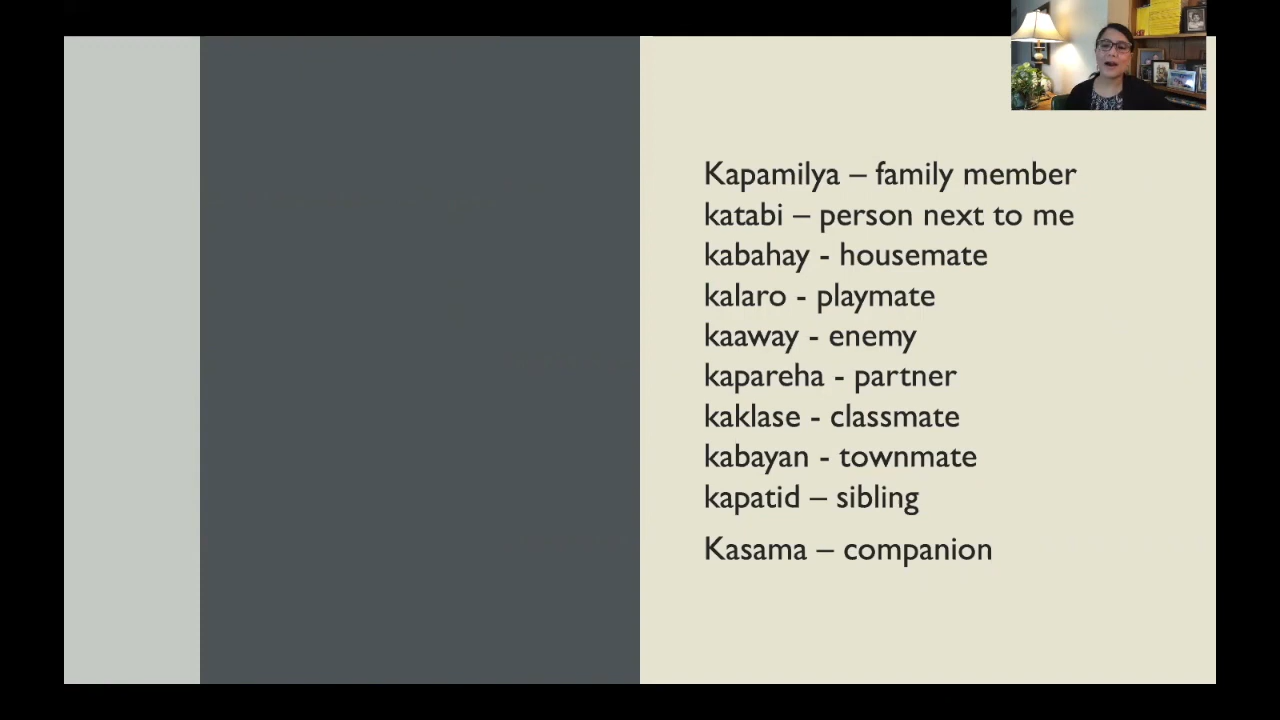 Kapamilya – family member
katabi – person next to me
kabahay - housemate
kalaro - playmate
kaaway - enemy
kapareha - partner
kaklase - classmate
kabayan - townmate
kapatid – sibling
Kasama – companion